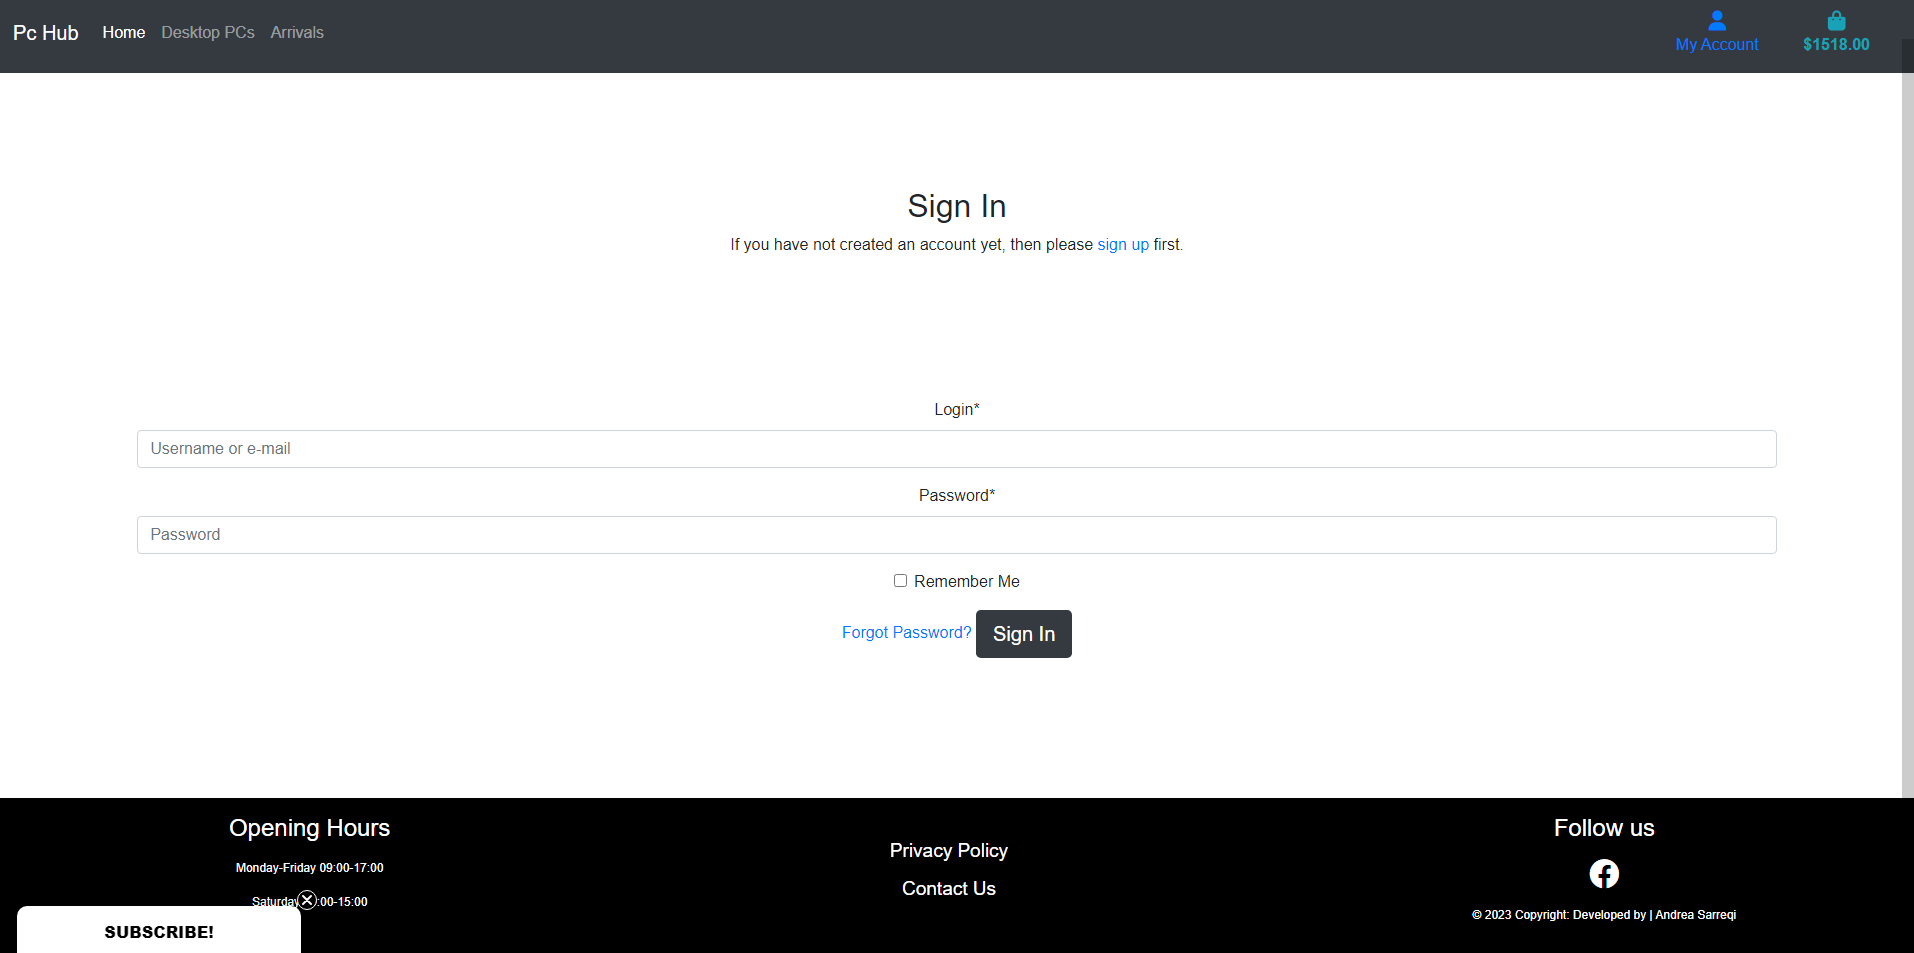 Pc Hub Home Desktop PCs Arrivals My Account $1518.00
Sign In
If you have not created an account yet, then please sign up first.
Login*
Username or e-mail
Password*
Password
Remember Me
Forgot Password? Sign In
Opening Hours
Monday-Friday 09:00-17:00
Saturday :00-15:00
SUBSCRIBE!
Privacy Policy
Contact Us
Follow us
© 2023 Copyright: Developed by | Andrea Sarreqi